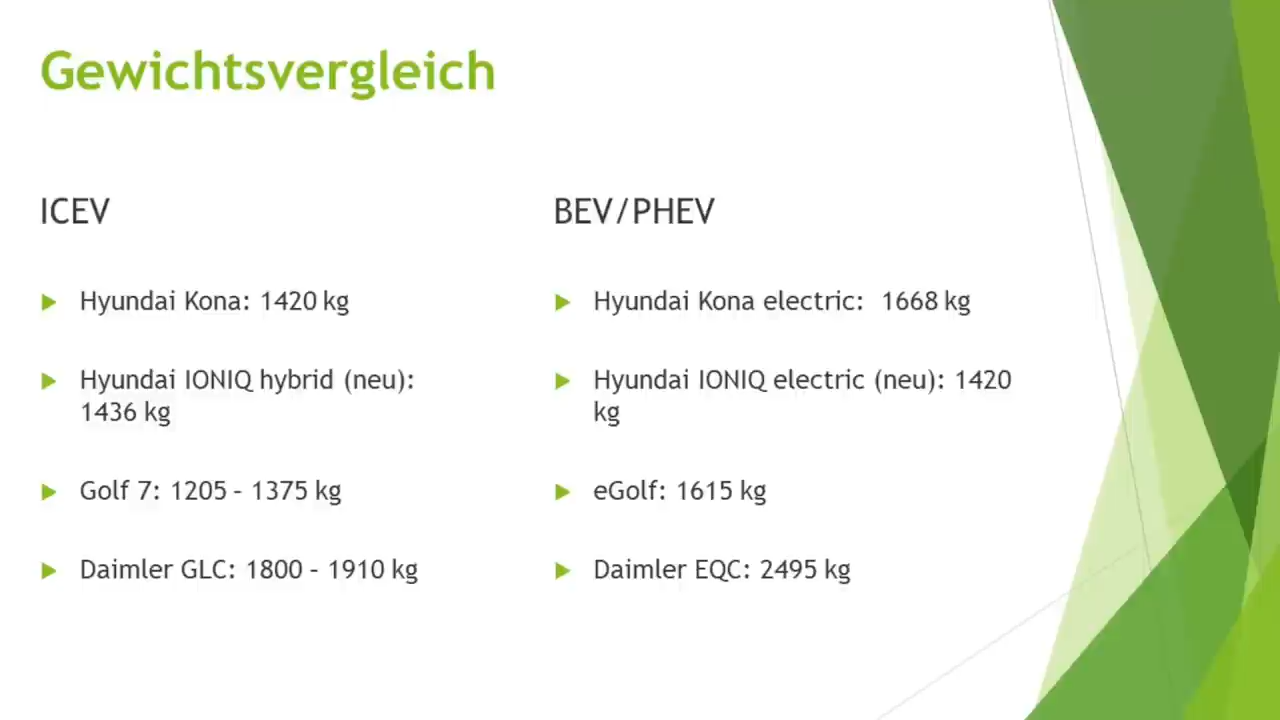 Gewichtsvergleich
ICEV
Hyundai Kona: 1420 kg
Hyundai IONIQ hybrid (neu):
1436 kg
Golf 7: 1205 – 1375 kg
Daimler GLC: 1800 – 1910 kg
BEV/PHEV
Hyundai Kona electric:  1668 kg
Hyundai IONIQ electric (neu): 1420
kg
eGolf: 1615 kg
Daimler EQC: 2495 kg